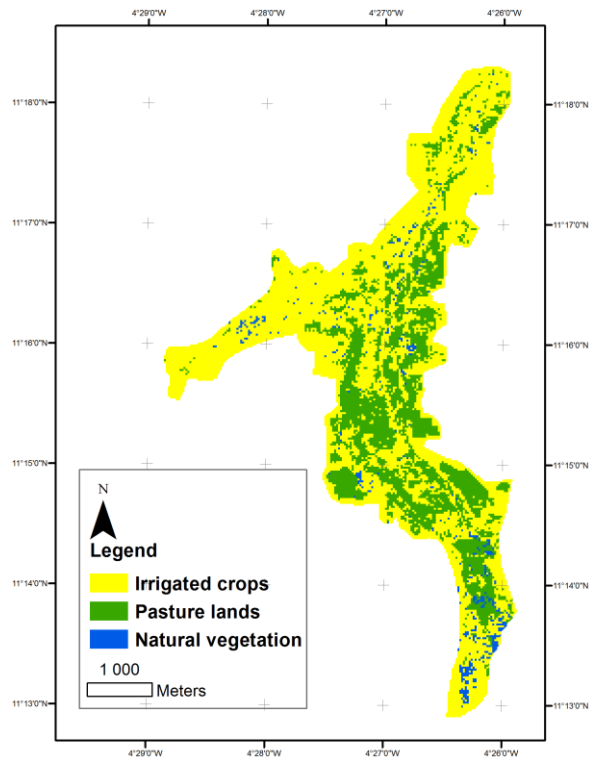 4°29'0"W 4°28'0"W 4°27'0"W 4°26'0"W
11°18'0"N 11°18'0"N
11°17'0"N 11°17'0"N
11°16'0"N 11°16'0"N
11°15'0"N 11°15'0"N
N
Legend
Irrigated crops
Pasture lands
Natural vegetation
1 000
Meters
11°14'0"N 11°14'0"N
11°13'0"N 11°13'0"N
4°29'0"W 4°28'0"W 4°27'0"W 4°26'0"W